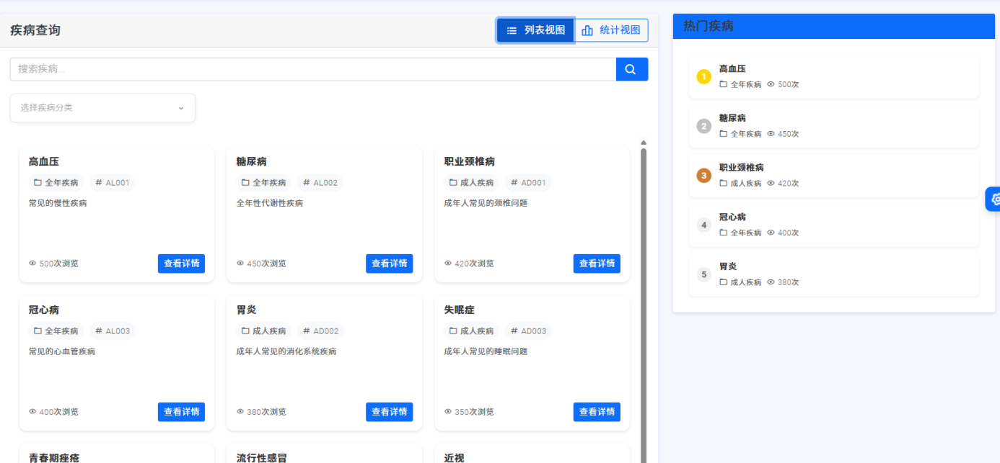 疾病查询
列表视图
统计视图
搜索疾病...
选择疾病分类
高血压
全年疾病 # AL001
常见的慢性疾病
500次浏览
查看详情
糖尿病
全年疾病 # AL002
全年性代谢性疾病
450次浏览
查看详情
职业颈椎病
成人疾病 # AD001
成年人常见的颈椎问题
420次浏览
查看详情
冠心病
全年疾病 # AL003
常见的心血管疾病
400次浏览
查看详情
胃炎
成人疾病 # AD002
成年人常见的消化系统疾病
380次浏览
查看详情
失眠症
成人疾病 # AD003
成年人常见的睡眠问题
350次浏览
查看详情
青春期痤疮
流行性感冒
近视
热门疾病
1
高血压
全年疾病 500次
2
糖尿病
全年疾病 450次
3
职业颈椎病
成人疾病 420次
4
冠心病
全年疾病 400次
5
胃炎
成人疾病 380次